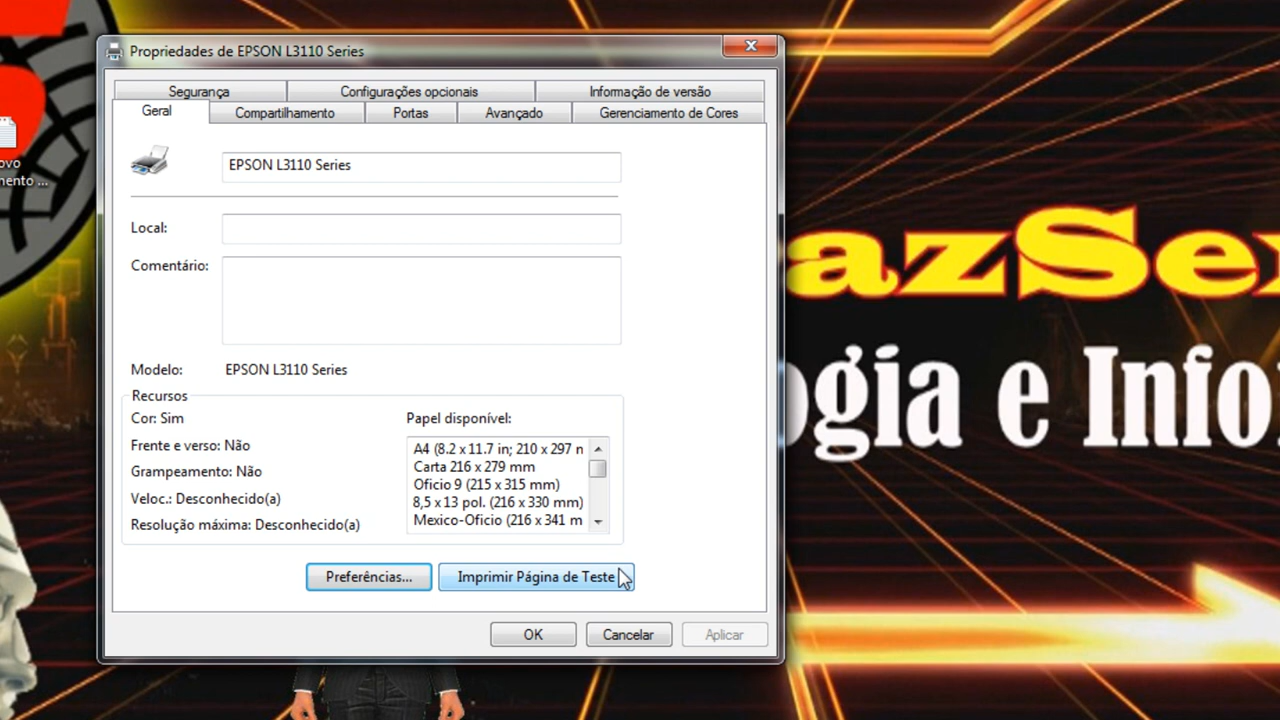 Propriedades de EPSON L3110 Series
Segurança
Configurações opcionais
Informação de versão
Geral
Compartilhamento
Portas
Avançado
Gerenciamento de Cores
EPSON L3110 Series
Local:
Comentário:
Modelo: EPSON L3110 Series
Recursos
Cor: Sim
Papel disponível:
Frente e verso: Não
Grampeamento: Não
Veloc.: Desconhecido(a)
Resolução máxima: Desconhecido(a)
A4 (8.2 x 11.7 in; 210 x 297 m
Carta 216 x 279 mm
Oficio 9 (215 x 315 mm)
8,5 x 13 pol. (216 x 330 mm)
Mexico-Oficio (216 x 341 m
Preferências...
Imprimir Página de Teste
OK
Cancelar
Aplicar
ovo
mento ...
azSer
ogia e Info